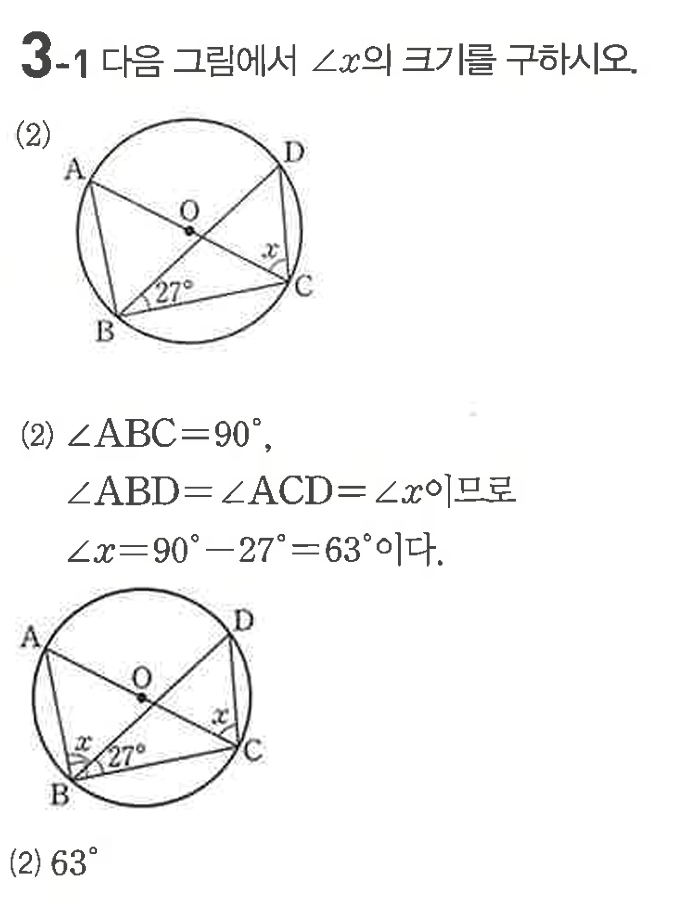 3-1 다음 그림에서 ∠x의 크기를 구하시오.
(2)
A
D
O
x
C
27°
B
(2) ∠ABC=90°,
∠ABD=∠ACD=∠x이므로
∠x=90°-27°=63°이다.
A
D
O
x
x
27°
C
B
(2) 63°